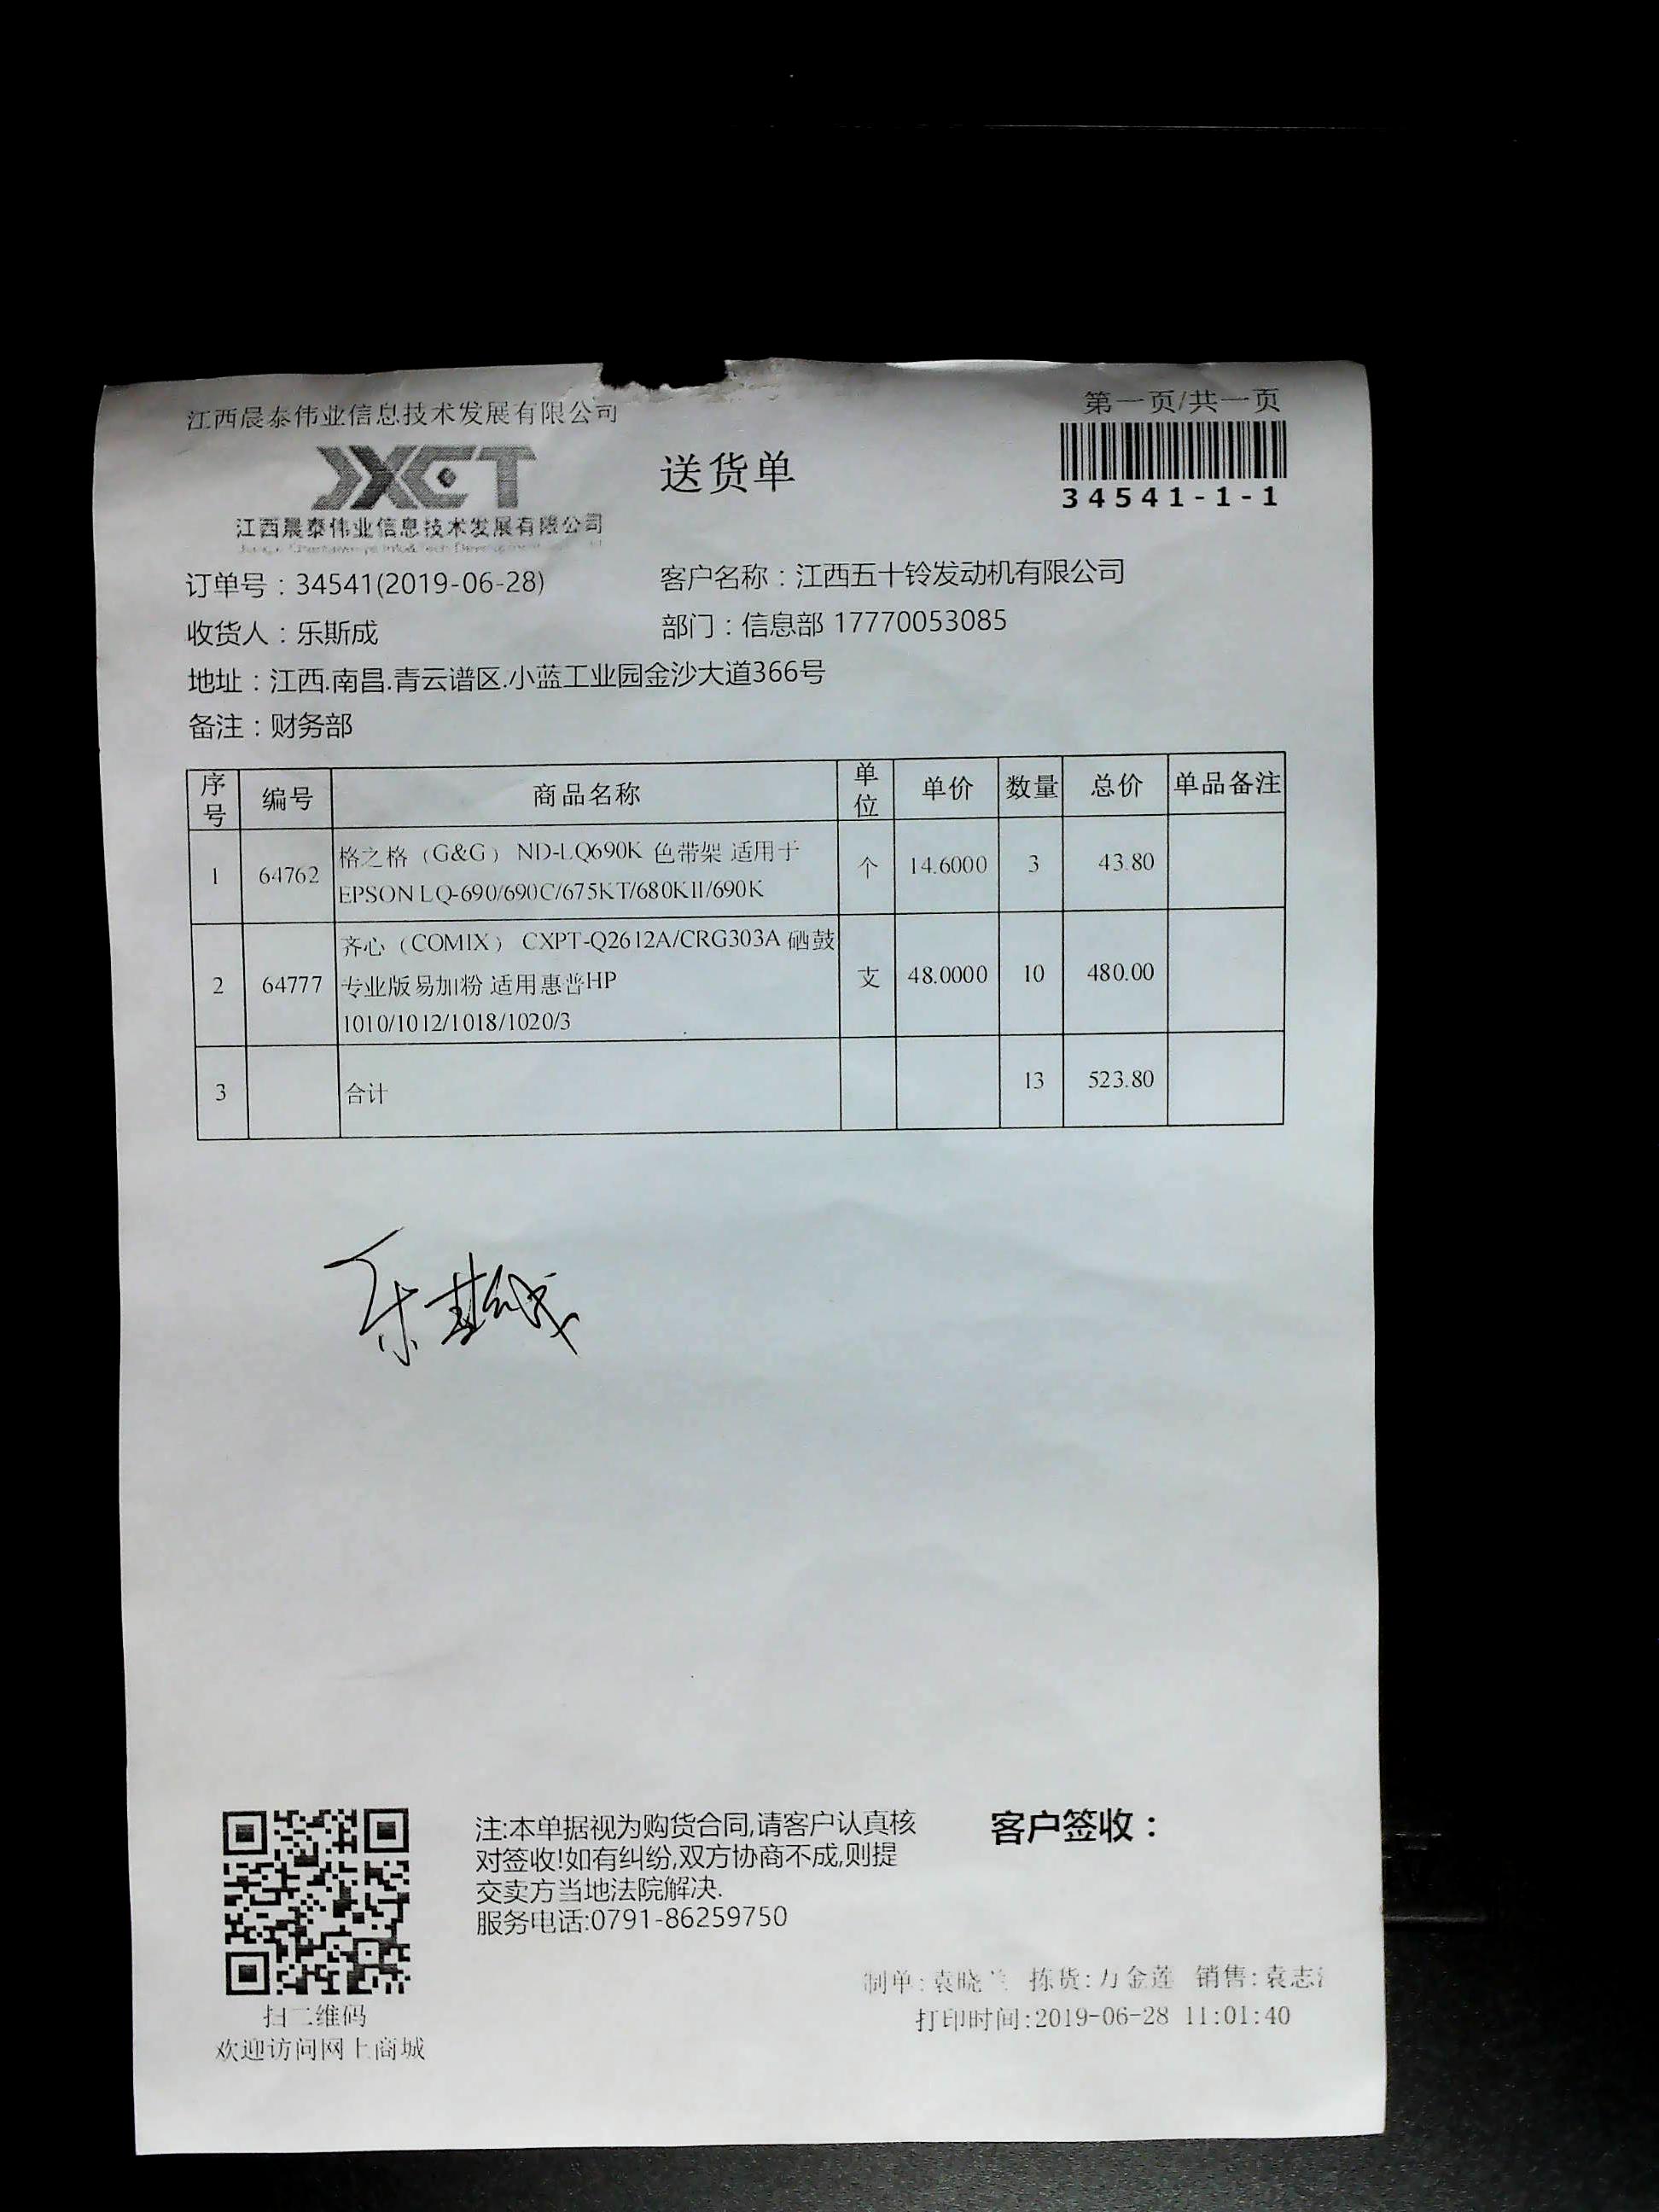 江西晨泰伟业信息技术发展有限公司
第一页/共一页
JXCT
江西晨泰伟业信息技术发展有限公司
送货单
34541-1-1
订单号：34541(2019-06-28)
客户名称：江西五十铃发动机有限公司
收货人：乐斯成
部门：信息部 17770053085
地址：江西.南昌.青云谱区.小蓝工业园金沙大道366号
备注：财务部
序号 编号 商品名称 单位 单价 数量 总价 单品备注
1 64762 格之格（G&G） ND-LQ690K 色带架 适用于 个 14.6000 3 43.80
EPSON LQ-690/690C/675KT/680KII/690K
2 64777 齐心（COMIX） CXPT-Q2612A/CRG303A 硒鼓 支 48.0000 10 480.00
专业版易加粉 适用惠普HP
1010/1012/1018/1020/3
3 合计 13 523.80
注:本单据视为购货合同,请客户认真核
对签收!如有纠纷,双方协商不成,则提
交卖方当地法院解决.
服务电话:0791-86259750
客户签收：
扫二维码
欢迎访问网上商城
制单:袁晓 拣货:万金莲 销售:袁志
打印时间:2019-06-28 11:01:40